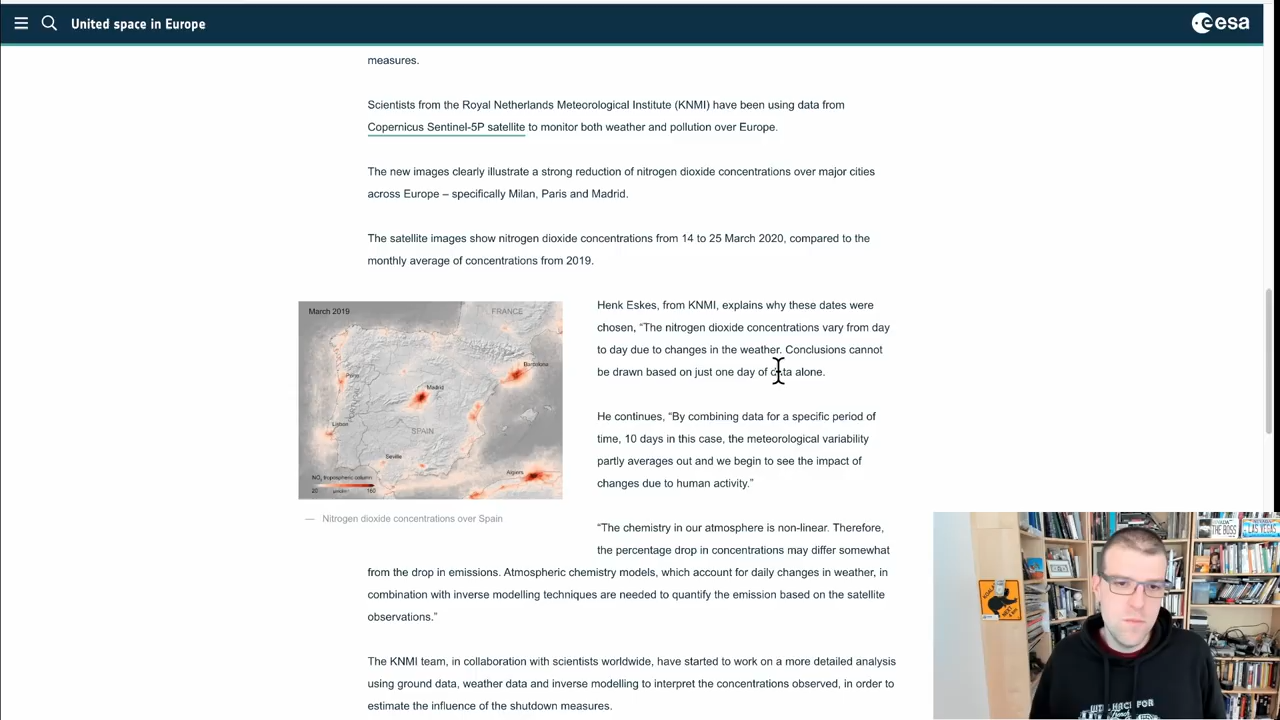 United space in Europe
esa
measures.
Scientists from the Royal Netherlands Meteorological Institute (KNMI) have been using data from
Copernicus Sentinel-5P satellite to monitor both weather and pollution over Europe.
The new images clearly illustrate a strong reduction of nitrogen dioxide concentrations over major cities
across Europe – specifically Milan, Paris and Madrid.
The satellite images show nitrogen dioxide concentrations from 14 to 25 March 2020, compared to the
monthly average of concentrations from 2019.
March 2019
FRANCE
Barcelona
Porto
Madrid
Lisbon
SPAIN
Seville
Algiers
NO₂ tropospheric column
20
160
— Nitrogen dioxide concentrations over Spain
Henk Eskes, from KNMI, explains why these dates were
chosen, “The nitrogen dioxide concentrations vary from day
to day due to changes in the weather. Conclusions cannot
be drawn based on just one day of data alone.
He continues, “By combining data for a specific period of
time, 10 days in this case, the meteorological variability
partly averages out and we begin to see the impact of
changes due to human activity.”
“The chemistry in our atmosphere is non-linear. Therefore,
the percentage drop in concentrations may differ somewhat
from the drop in emissions. Atmospheric chemistry models, which account for daily changes in weather, in
combination with inverse modelling techniques are needed to quantify the emission based on the satellite
observations.”
The KNMI team, in collaboration with scientists worldwide, have started to work on a more detailed analysis
using ground data, weather data and inverse modelling to interpret the concentrations observed, in order to
estimate the influence of the shutdown measures.
THE BOSS
LAS VEGAS